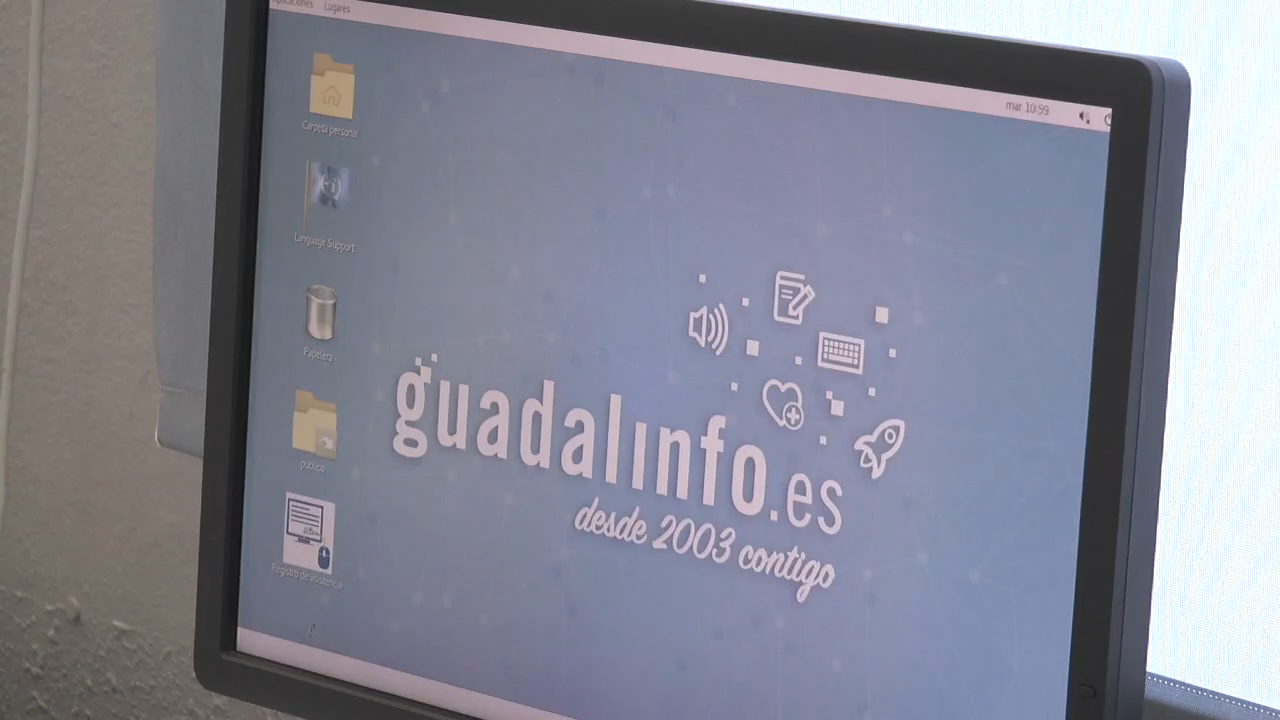 Aplicaciones Lugares
mar 10:59
Carpeta personal
Language Support
Papelera
publico
Registro de asistencia
guadalinfo.es
desde 2003 contigo